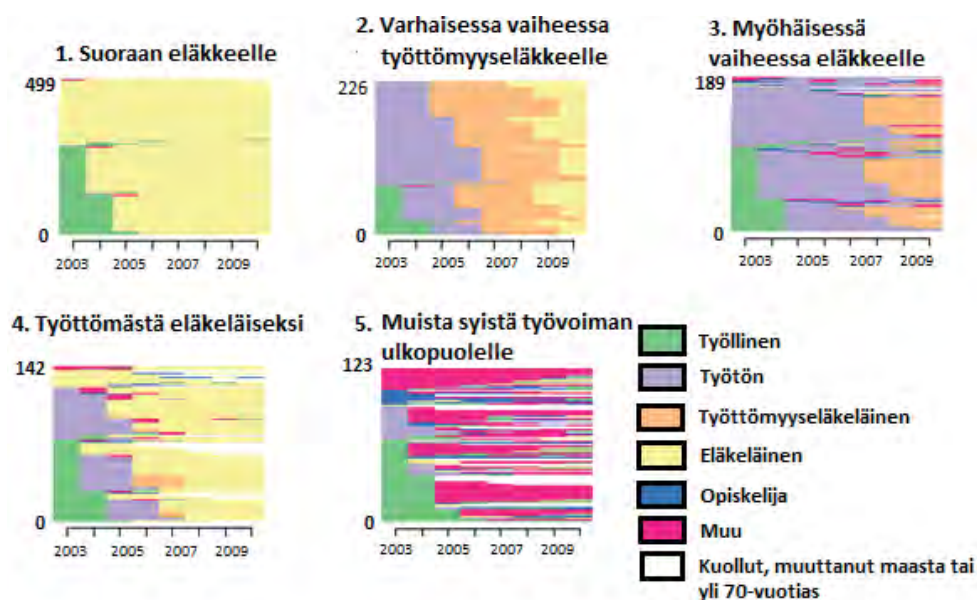 1. Suoraan eläkkeelle
499
0
2003 2005 2007 2009
2. Varhaisessa vaiheessa
työttömyyseläkkeelle
226
0
2003 2005 2007 2009
3. Myöhäisessä
vaiheessa eläkkeelle
189
0
2003 2005 2007 2009
4. Työttömästä eläkeläiseksi
142
0
2003 2005 2007 2009
5. Muista syistä työvoiman
ulkopuolelle
123
0
2003 2005 2007 2009
Työllinen
Työtön
Työttömyyseläkeläinen
Eläkeläinen
Opiskelija
Muu
Kuollut, muuttanut maasta tai
yli 70-vuotias